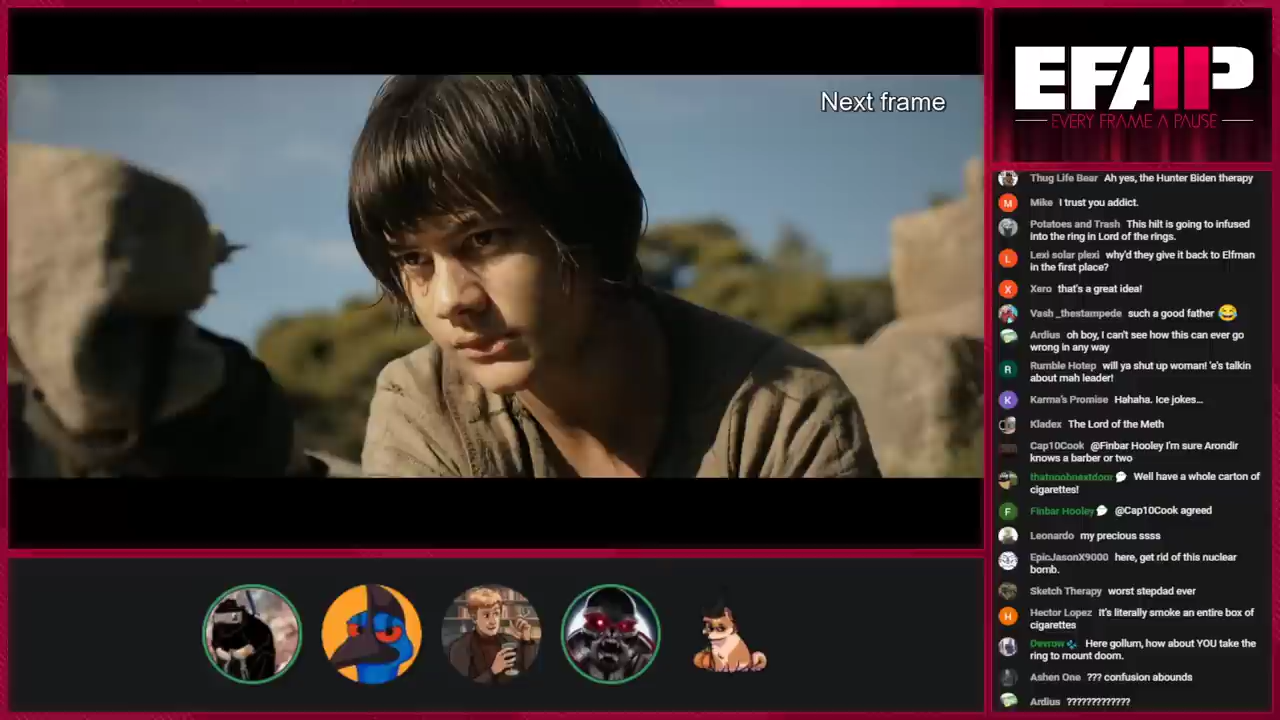 Next frame
EFAP
EVERY FRAME A PAUSE
Thug Life Bear Ah yes, the Hunter Biden therapy
M Mike I trust you addict.
Potatoes and Trash This hilt is going to infused
into the ring in Lord of the rings.
L Lexi solar plexi why'd they give it back to Elfman
in the first place?
X Xero that's a great idea!
Vash_thestampede such a good father 😂
Ardius oh boy, I can't see how this can ever go
wrong in any way
R Rumble Hotep will ya shut up woman! 'e's talkin
about mah leader!
K Karma's Promise Hahaha. Ice jokes...
Kladex The Lord of the Meth
Cap10Cook @Finbar Hooley I'm sure Arondir
knows a barber or two
thatnoobnextdoor Well have a whole carton of
cigarettes!
F Finbar Hooley @Cap10Cook agreed
Leonardo my precious ssss
EpicJasonX9000 here, get rid of this nuclear
bomb.
Sketch Therapy worst stepdad ever
H Hector Lopez It's literally smoke an entire box of
cigarettes
Devrow Here gollum, how about YOU take the
ring to mount doom.
Ashen One ??? confusion abounds
Ardius ?????????????